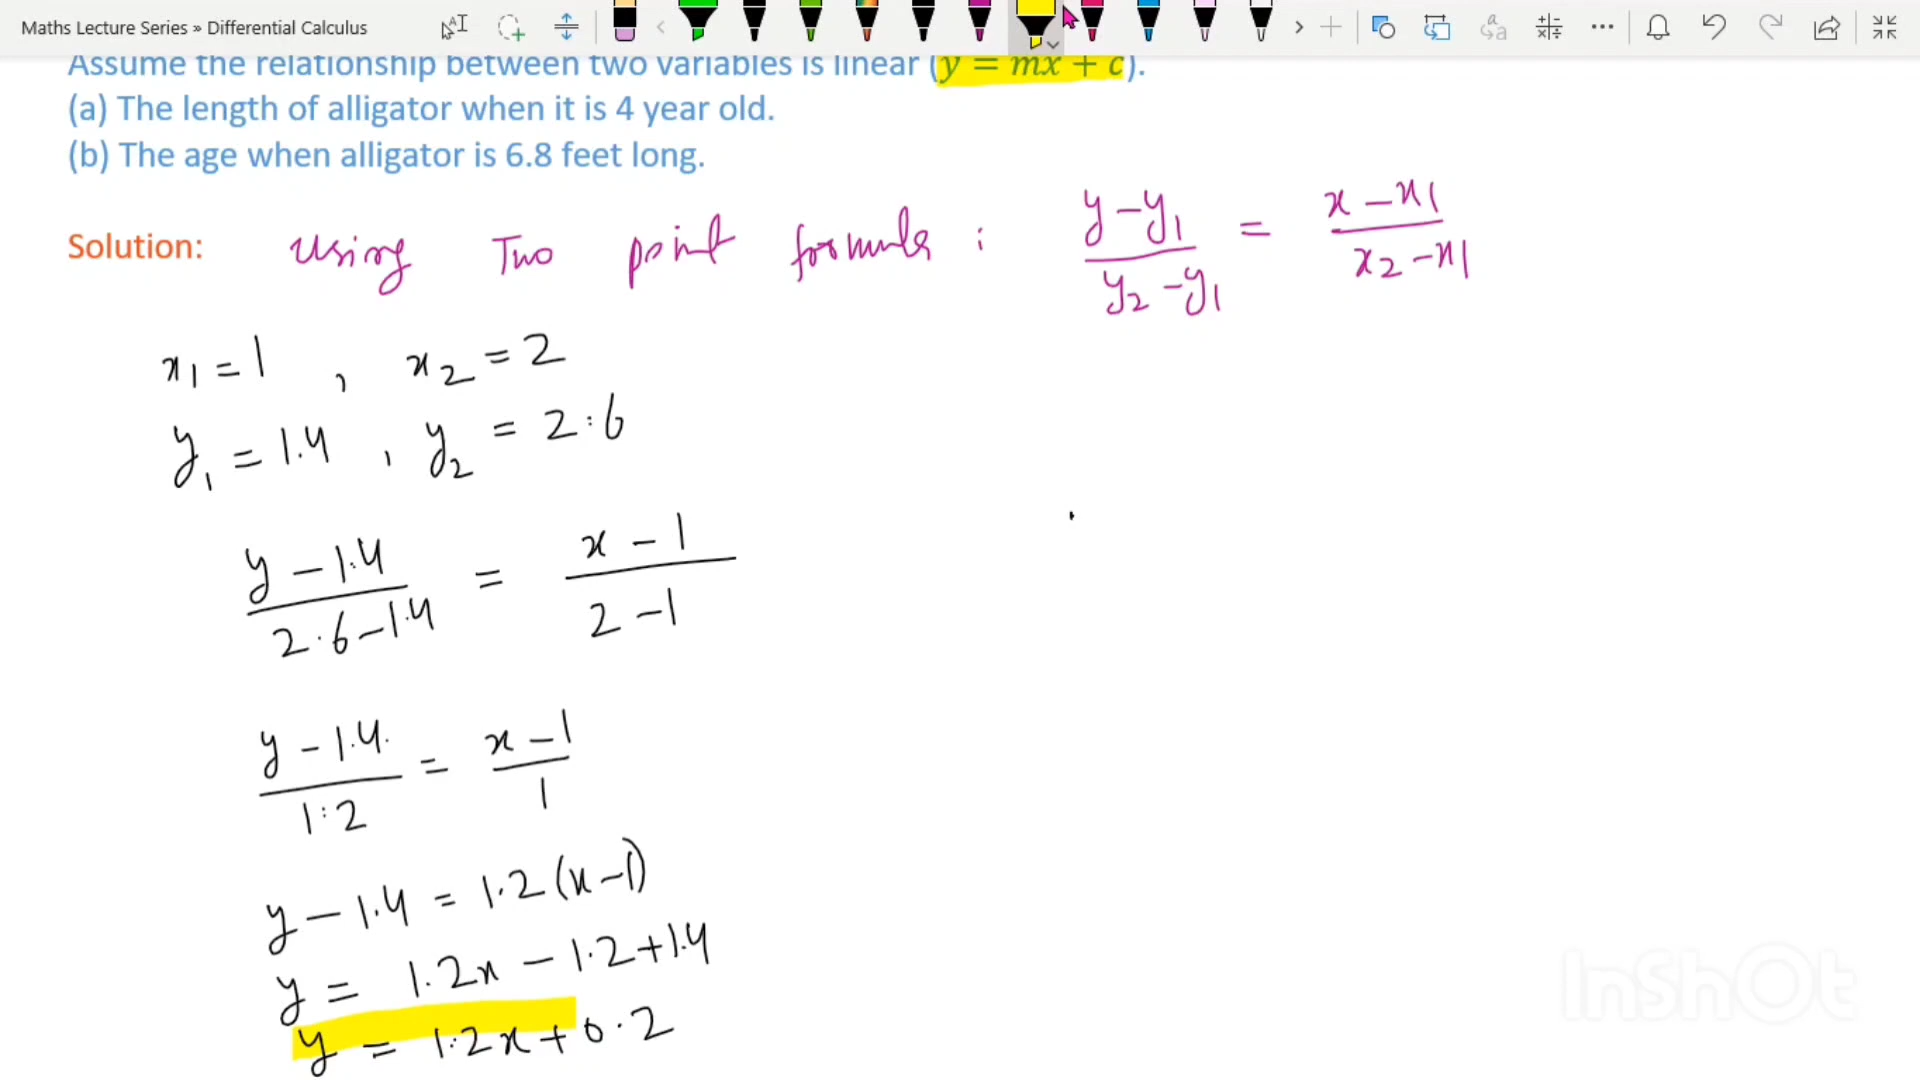 Maths Lecture Series » Differential Calculus
Assume the relationship between two variables is linear (y = mx + c).
(a) The length of alligator when it is 4 year old.
(b) The age when alligator is 6.8 feet long.
Solution: Using Two point formula : (y - y₁)/(y₂ - y₁) = (x - x₁)/(x₂ - x₁)
x₁ = 1 , x₂ = 2
y₁ = 1.4 , y₂ = 2.6
(y - 1.4)/(2.6 - 1.4) = (x - 1)/(2 - 1)
(y - 1.4)/1.2 = (x - 1)/1
y - 1.4 = 1.2(x - 1)
y = 1.2x - 1.2 + 1.4
y = 1.2x + 0.2
InShOt